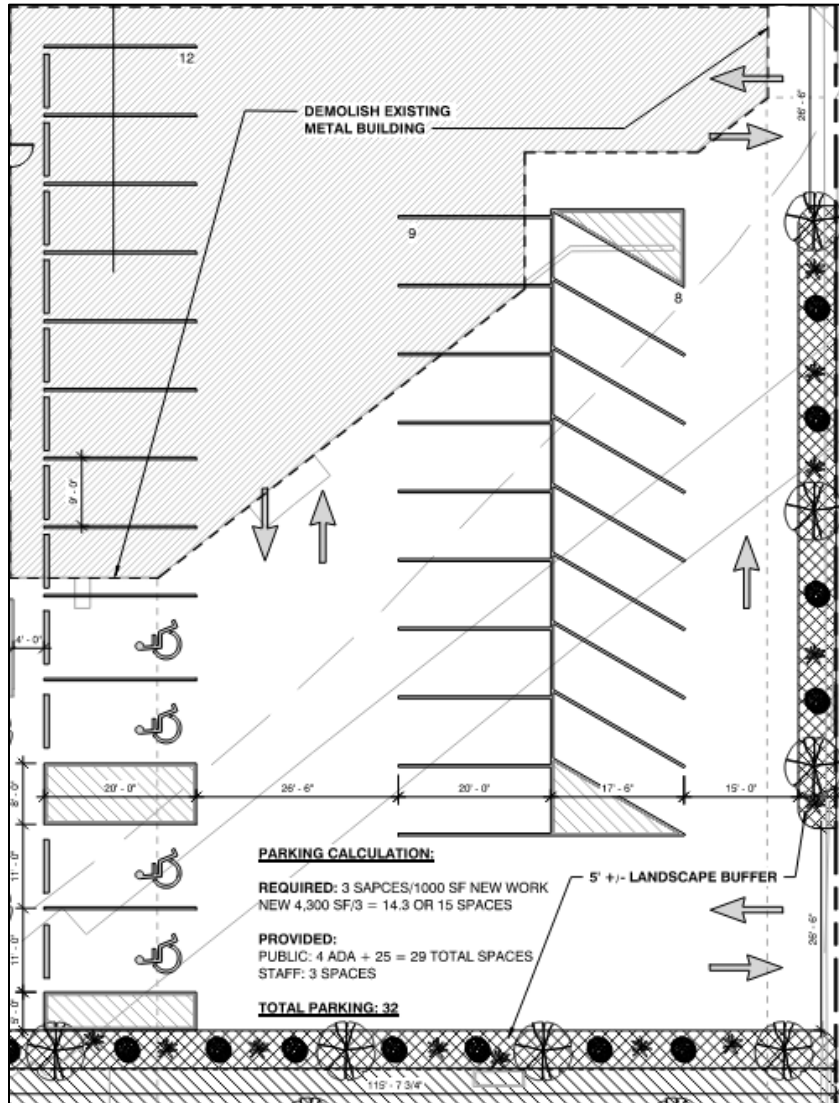 12
DEMOLISH EXISTING
METAL BUILDING
26' - 6"
9
8
9' - 0"
4' - 0"
20' - 0"
26' - 6"
20' - 0"
17' - 6"
15' - 0"
8' - 0"
11' - 0"
11' - 0"
5' - 0"
PARKING CALCULATION:
REQUIRED: 3 SAPCES/1000 SF NEW WORK
NEW 4,300 SF/3 = 14.3 OR 15 SPACES
PROVIDED:
PUBLIC: 4 ADA + 25 = 29 TOTAL SPACES
STAFF: 3 SPACES
TOTAL PARKING: 32
5' +/- LANDSCAPE BUFFER
26' - 6"
115' - 7 3/4"